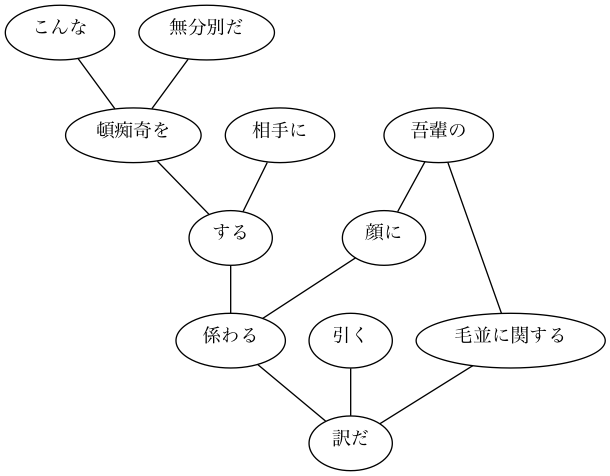 こんな
無分別だ
頓痴奇を
相手に
吾輩の
する
顔に
係わる
引く
毛並に関する
訳だ